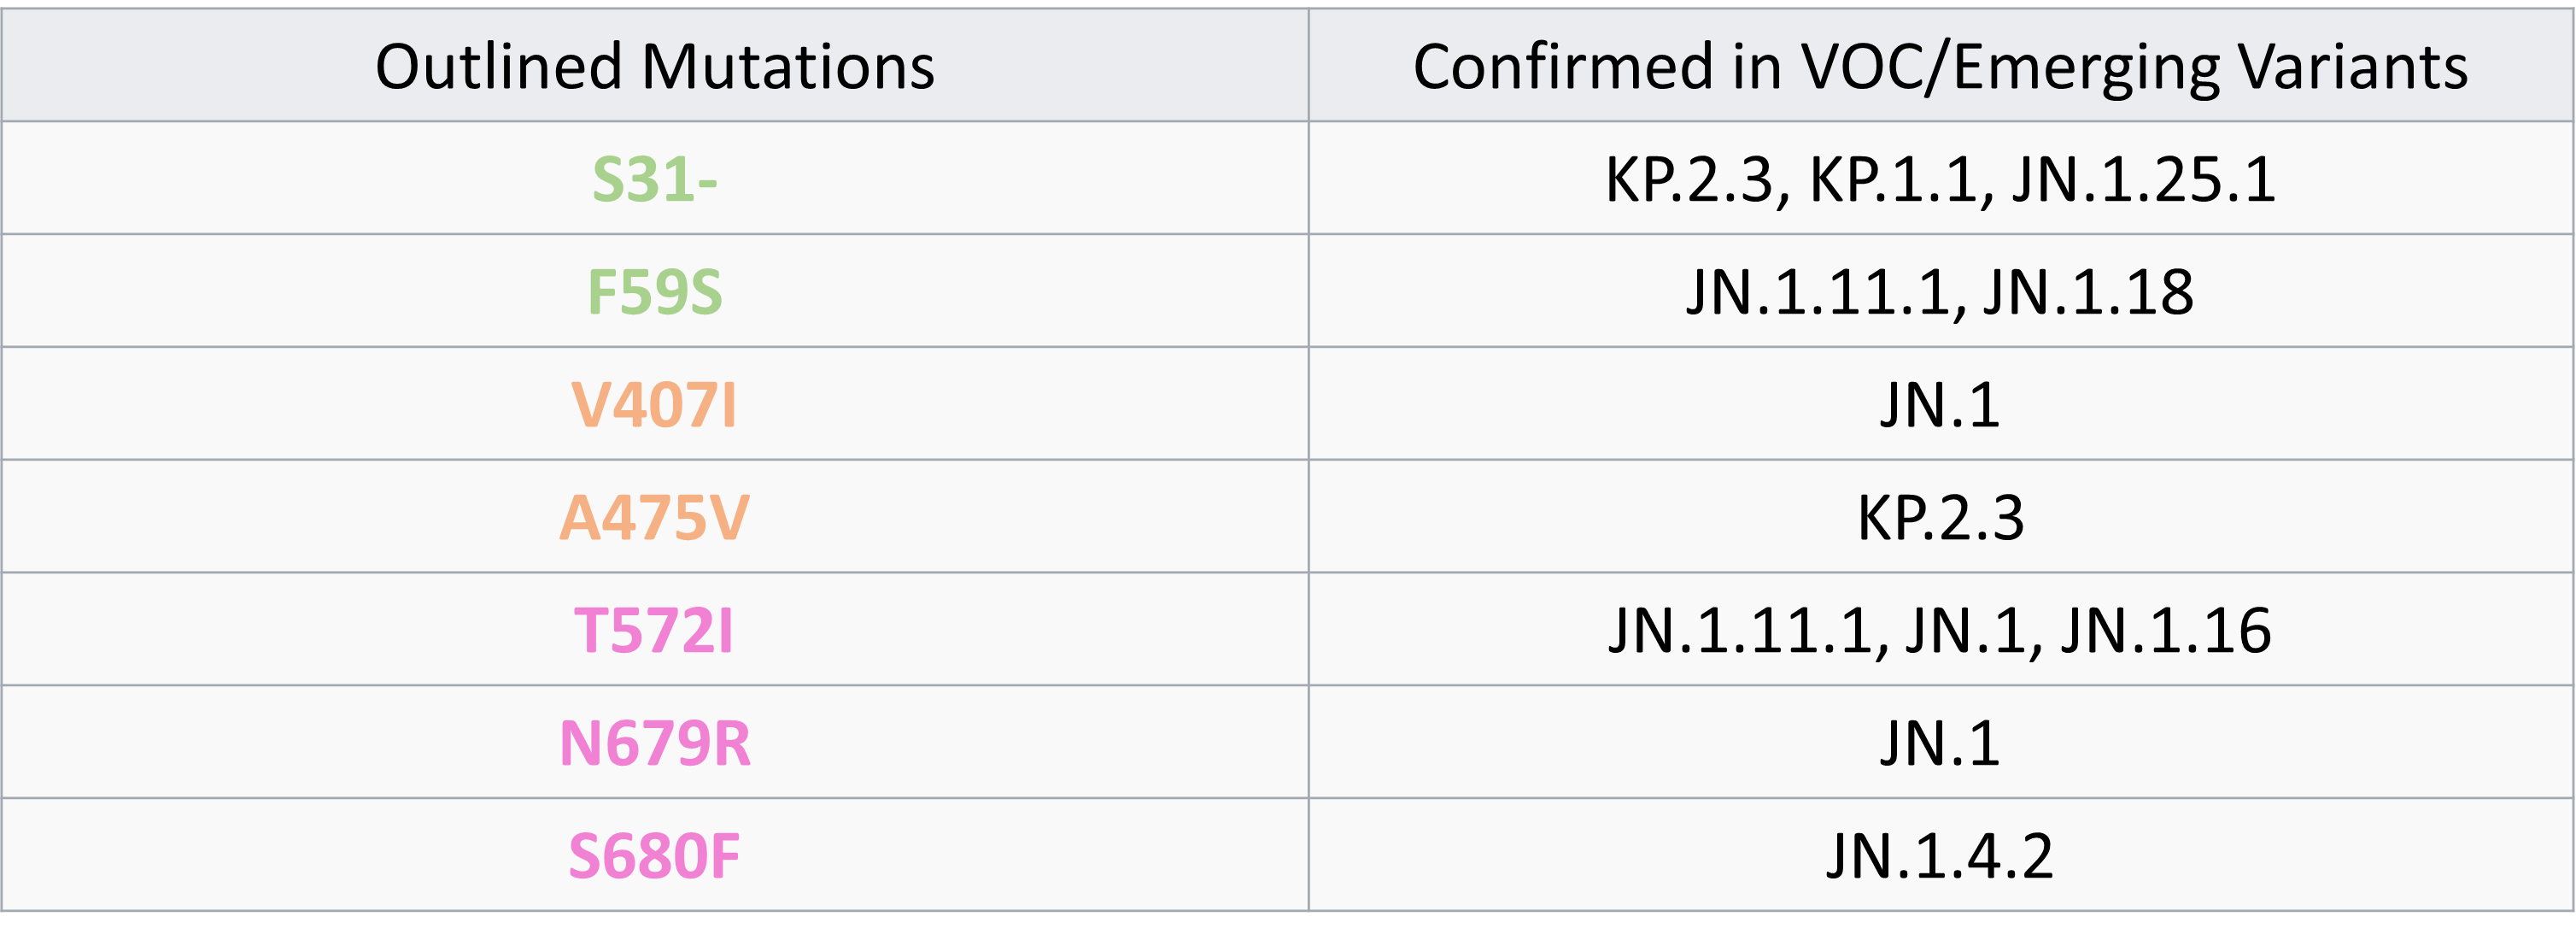 Outlined Mutations Confirmed in VOC/Emerging Variants
S31- KP.2.3, KP.1.1, JN.1.25.1
F59S JN.1.11.1, JN.1.18
V407I JN.1
A475V KP.2.3
T572I JN.1.11.1, JN.1, JN.1.16
N679R JN.1
S680F JN.1.4.2